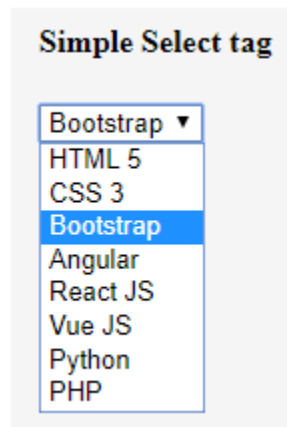 Simple Select tag
Bootstrap ▼
HTML 5
CSS 3
Bootstrap
Angular
React JS
Vue JS
Python
PHP